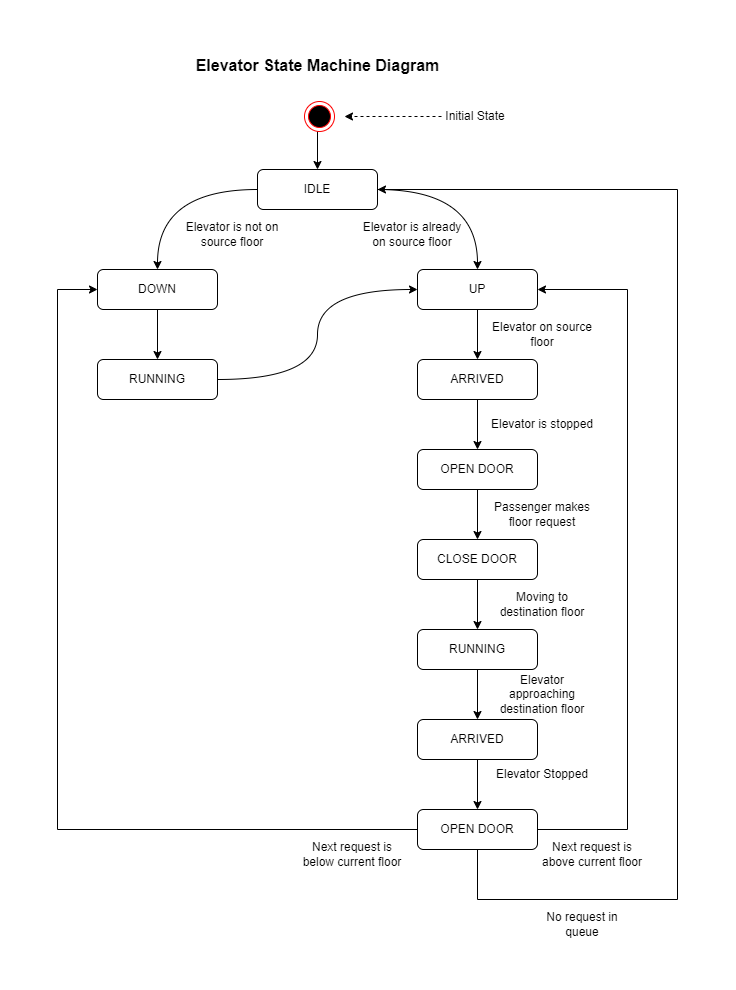 Elevator State Machine Diagram
Initial State
IDLE
Elevator is not on
source floor
Elevator is already
on source floor
DOWN
UP
Elevator on source
floor
RUNNING
ARRIVED
Elevator is stopped
OPEN DOOR
Passenger makes
floor request
CLOSE DOOR
Moving to
destination floor
RUNNING
Elevator
approaching
destination floor
ARRIVED
Elevator Stopped
OPEN DOOR
Next request is
below current floor
Next request is
above current floor
No request in
queue